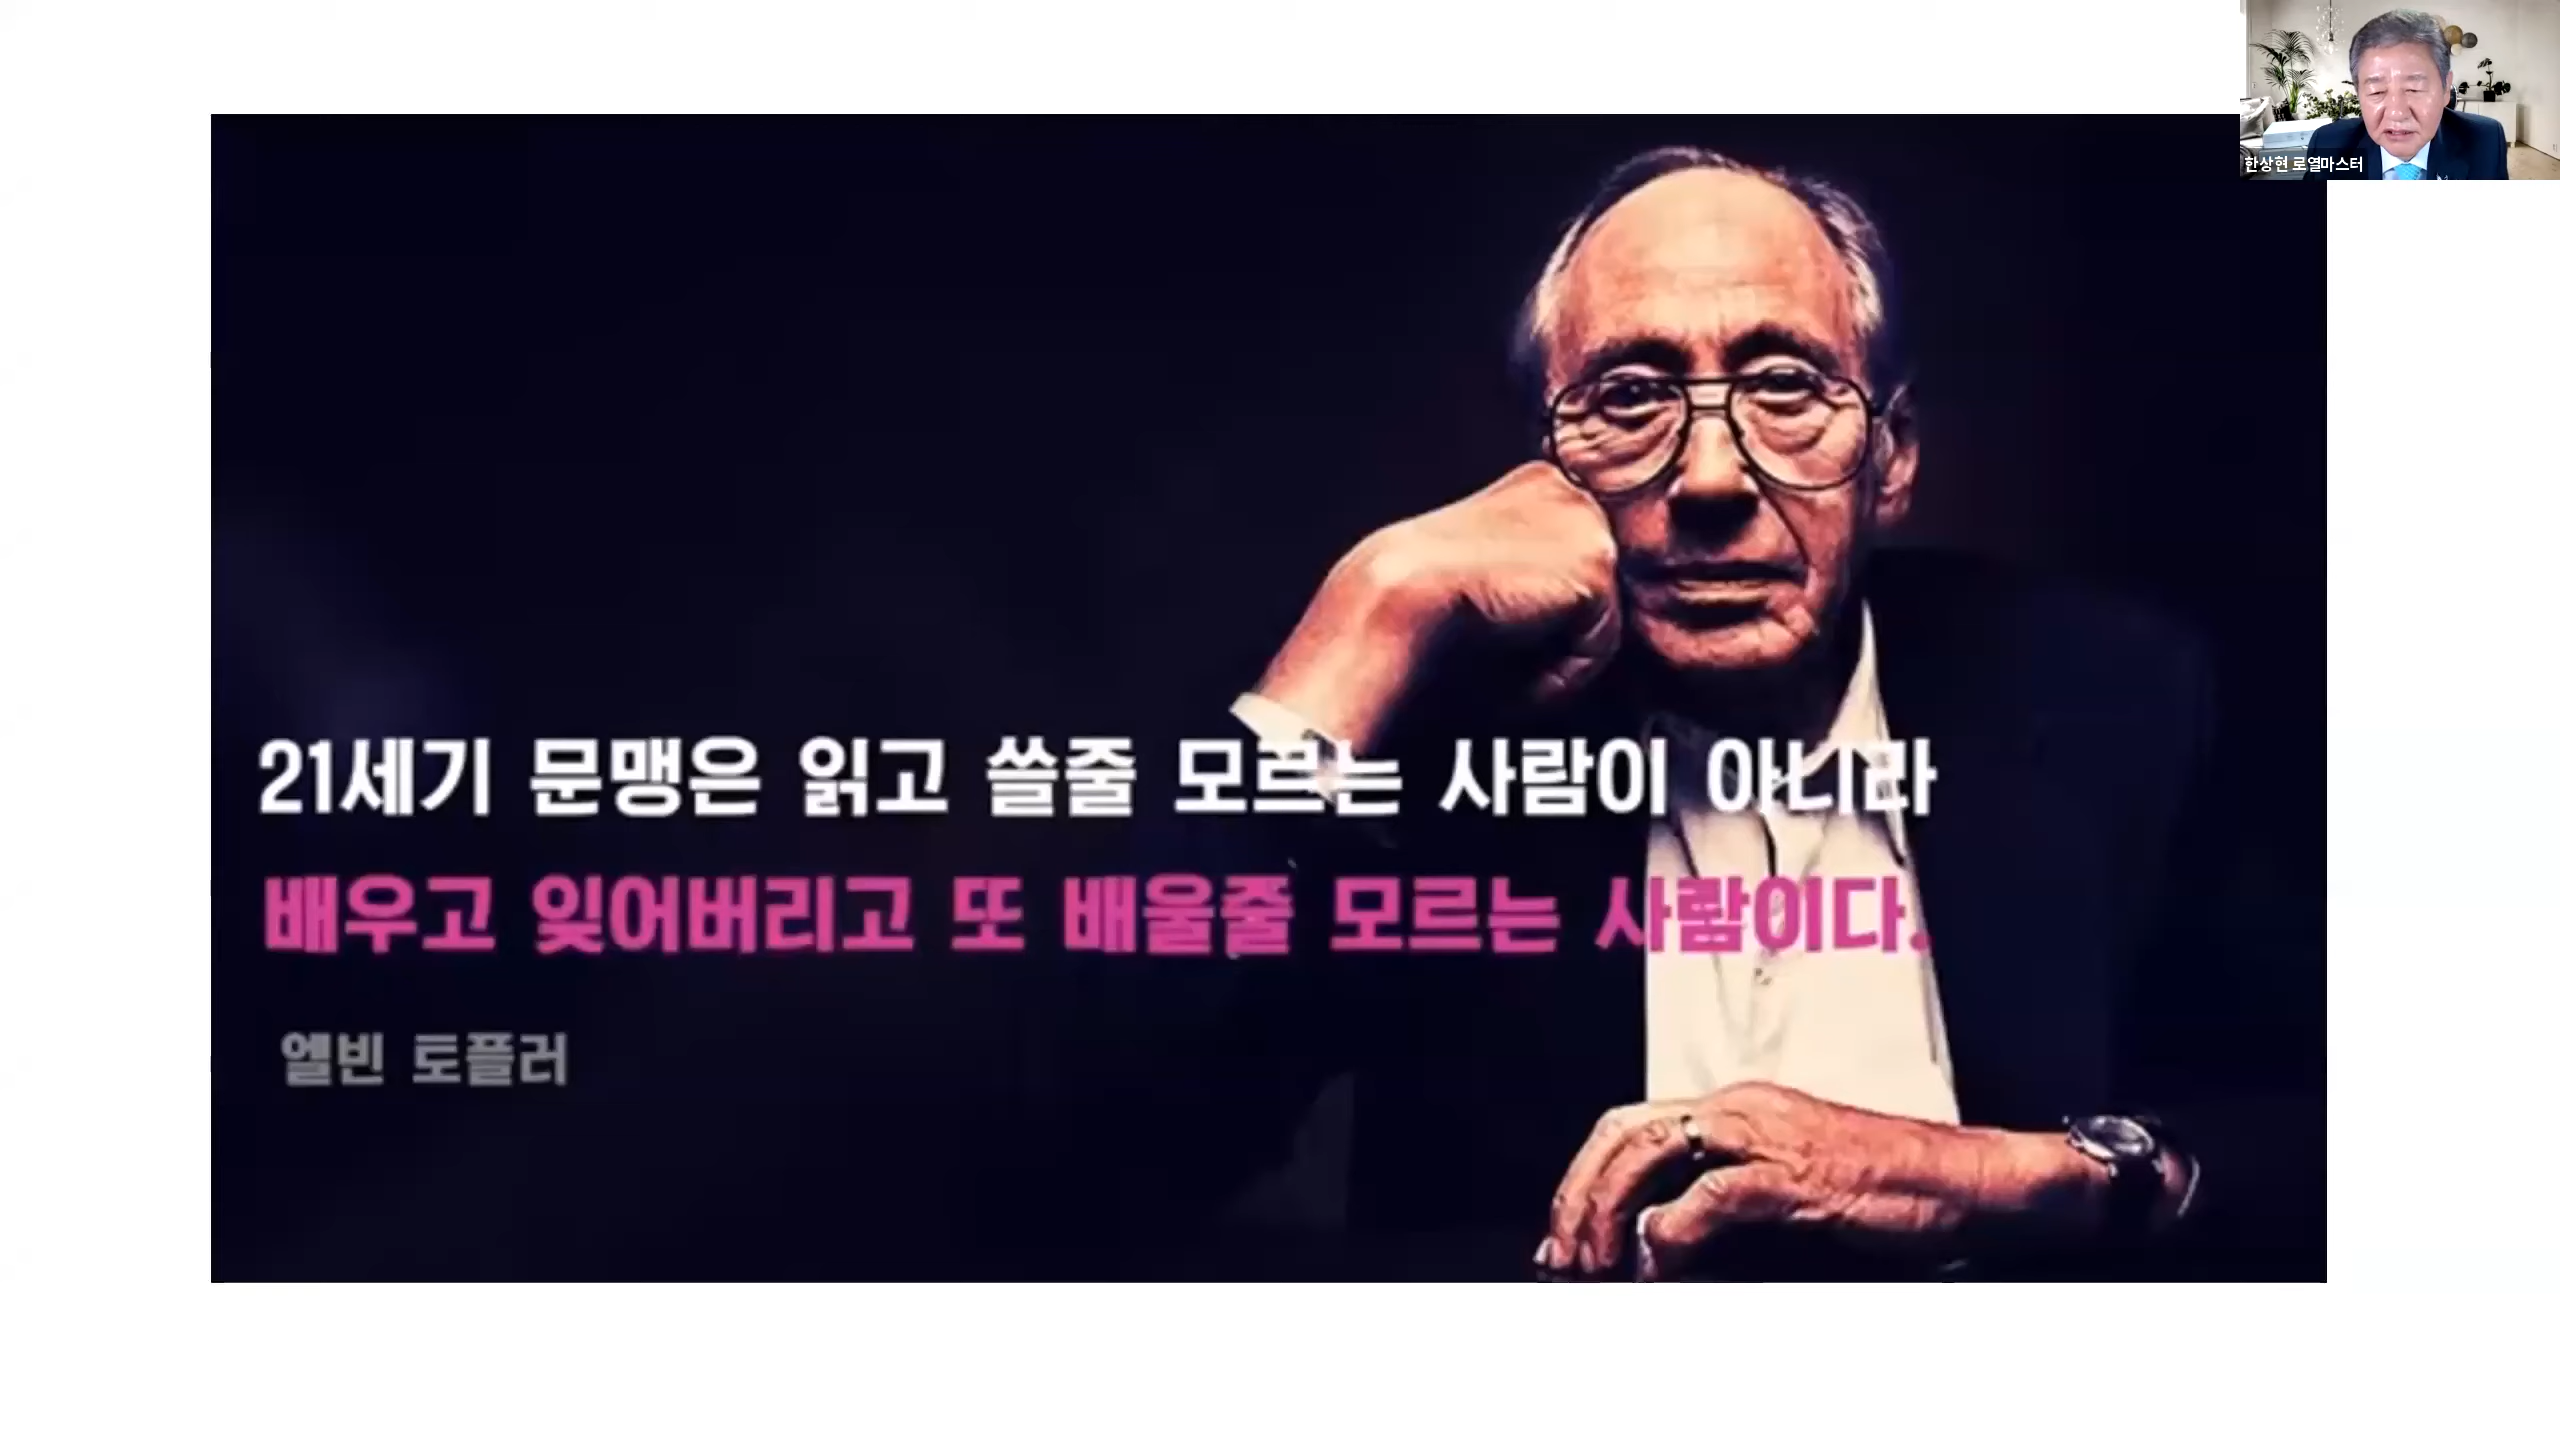 한상현 로열마스터
21세기 문맹은 읽고 쓸줄 모르는 사람이 아니라
배우고 잊어버리고 또 배울줄 모르는 사람이다.
엘빈 토플러